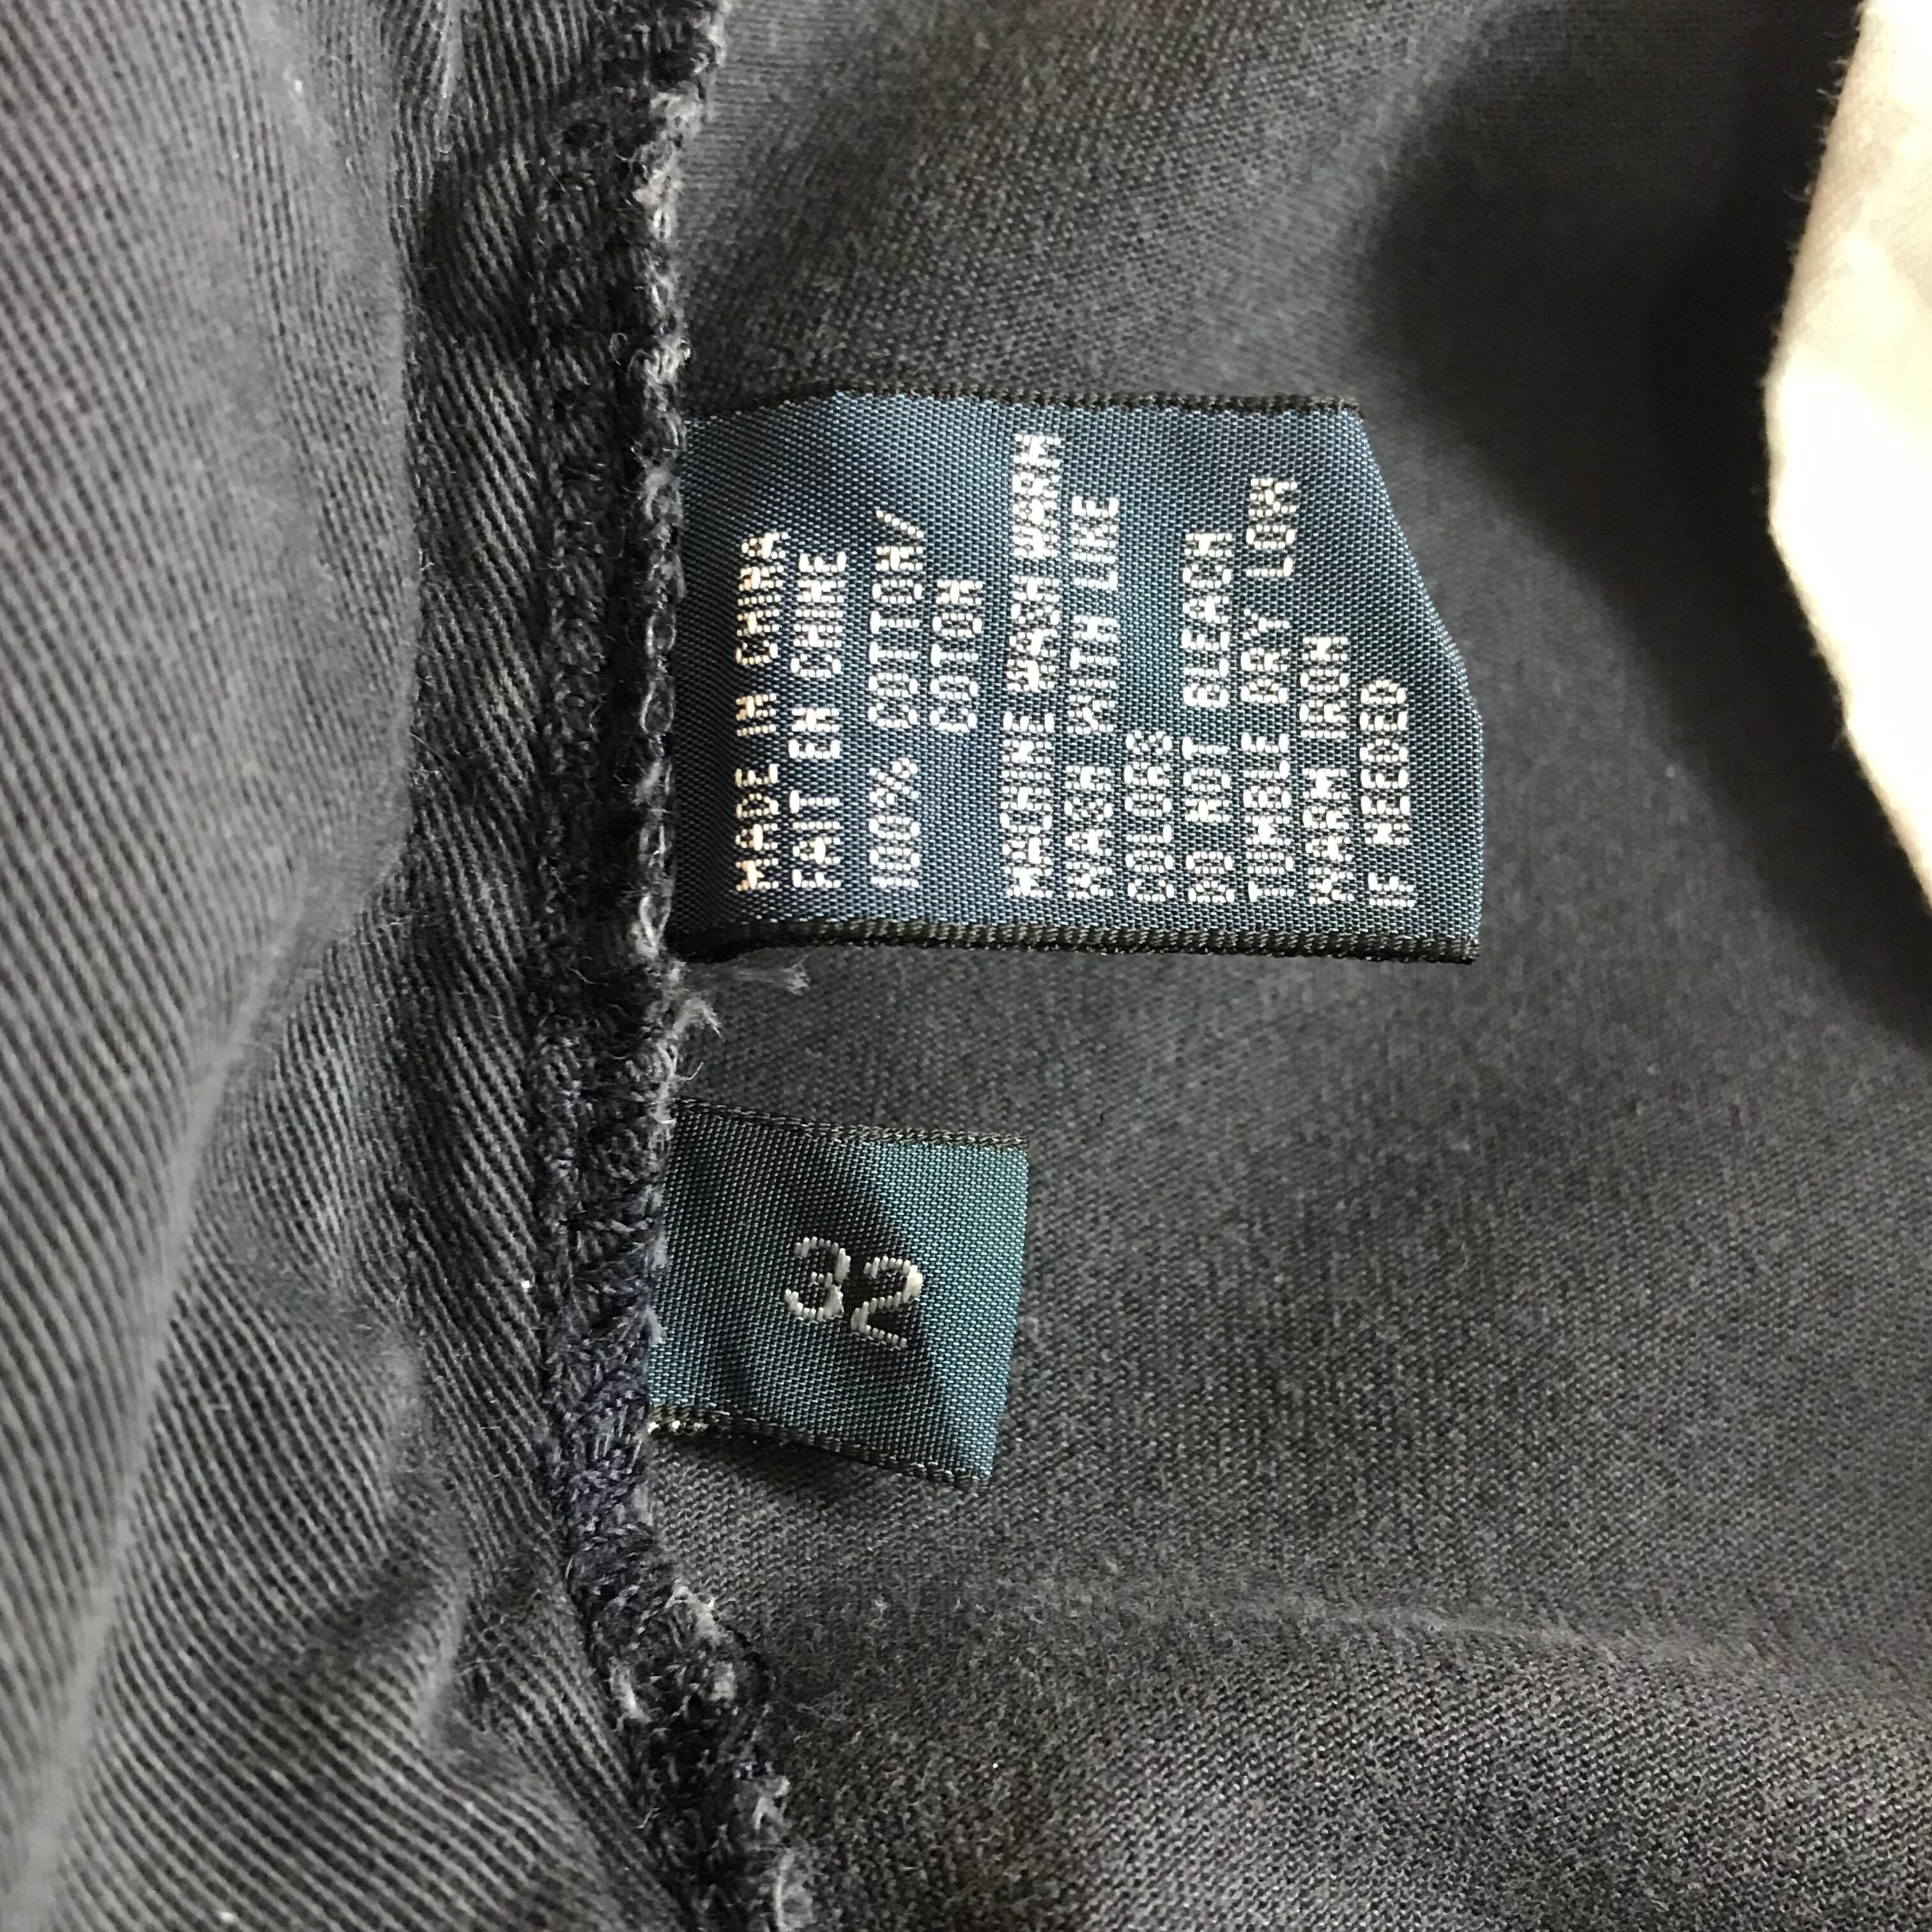 MADE IN CHINA
FAIT EN CHINE
100% COTTON/
COTON
MACHINE WASH WARM
WASH WITH LIKE
COLORS
DO NOT BLEACH
TUMBLE DRY LOW
WARM IRON
IF NEEDED
32